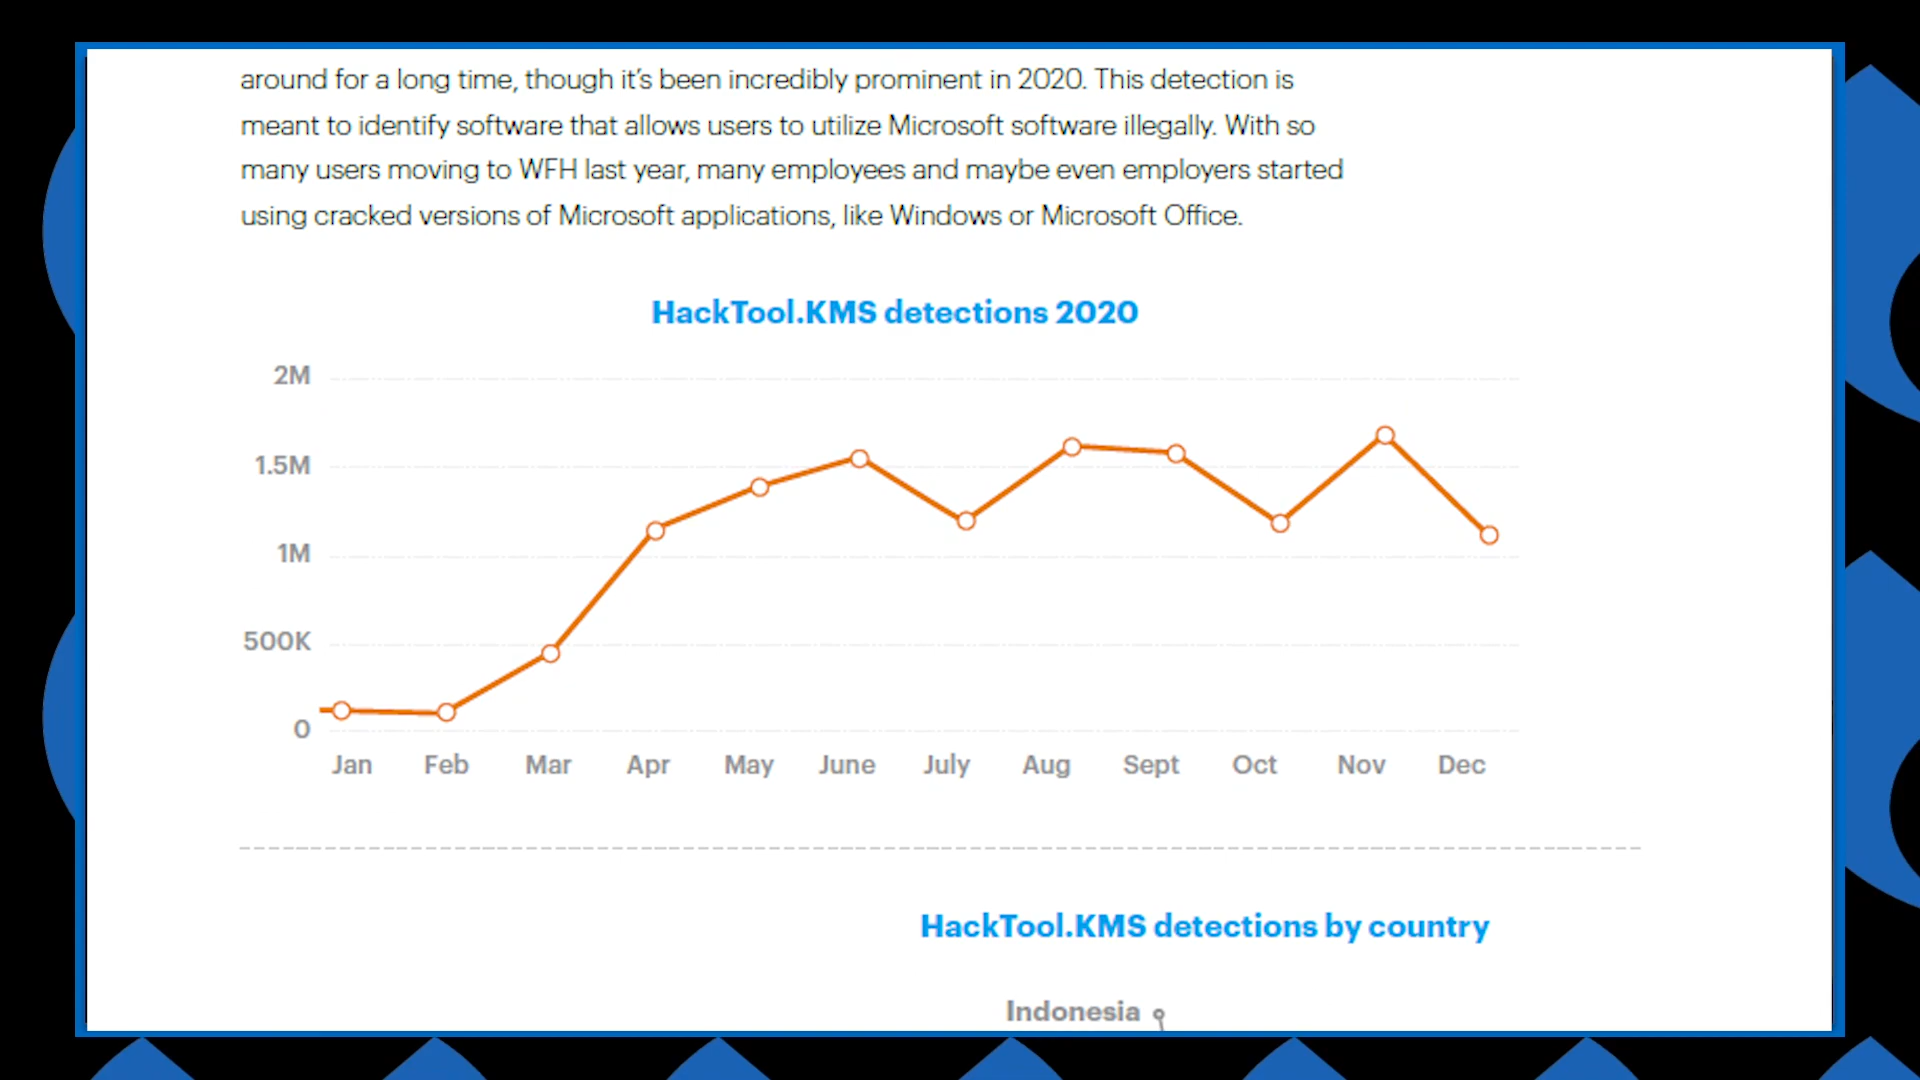 around for a long time, though it's been incredibly prominent in 2020. This detection is
meant to identify software that allows users to utilize Microsoft software illegally. With so
many users moving to WFH last year, many employees and maybe even employers started
using cracked versions of Microsoft applications, like Windows or Microsoft Office.
HackTool.KMS detections 2020
2M
1.5M
1M
500K
0
Jan Feb Mar Apr May June July Aug Sept Oct Nov Dec
HackTool.KMS detections by country
Indonesia